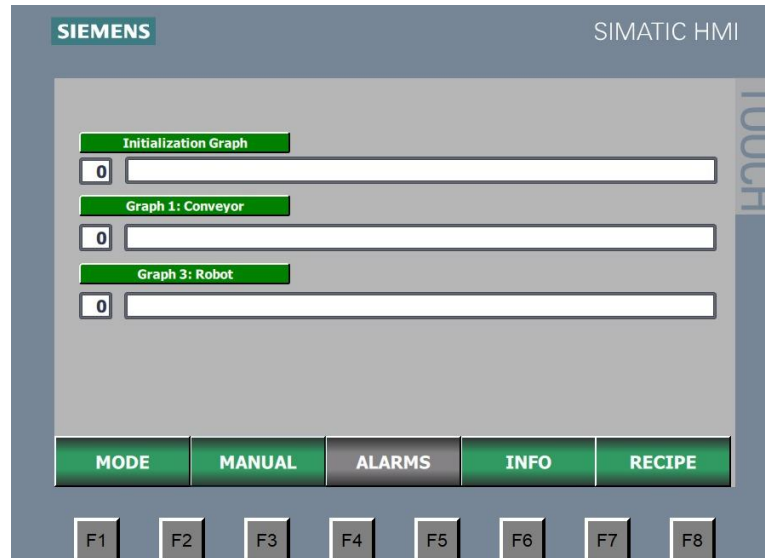 SIEMENS SIMATIC HMI
TOUCH
Initialization Graph
0
Graph 1: Conveyor
0
Graph 3: Robot
0
MODE MANUAL ALARMS INFO RECIPE
F1 F2 F3 F4 F5 F6 F7 F8